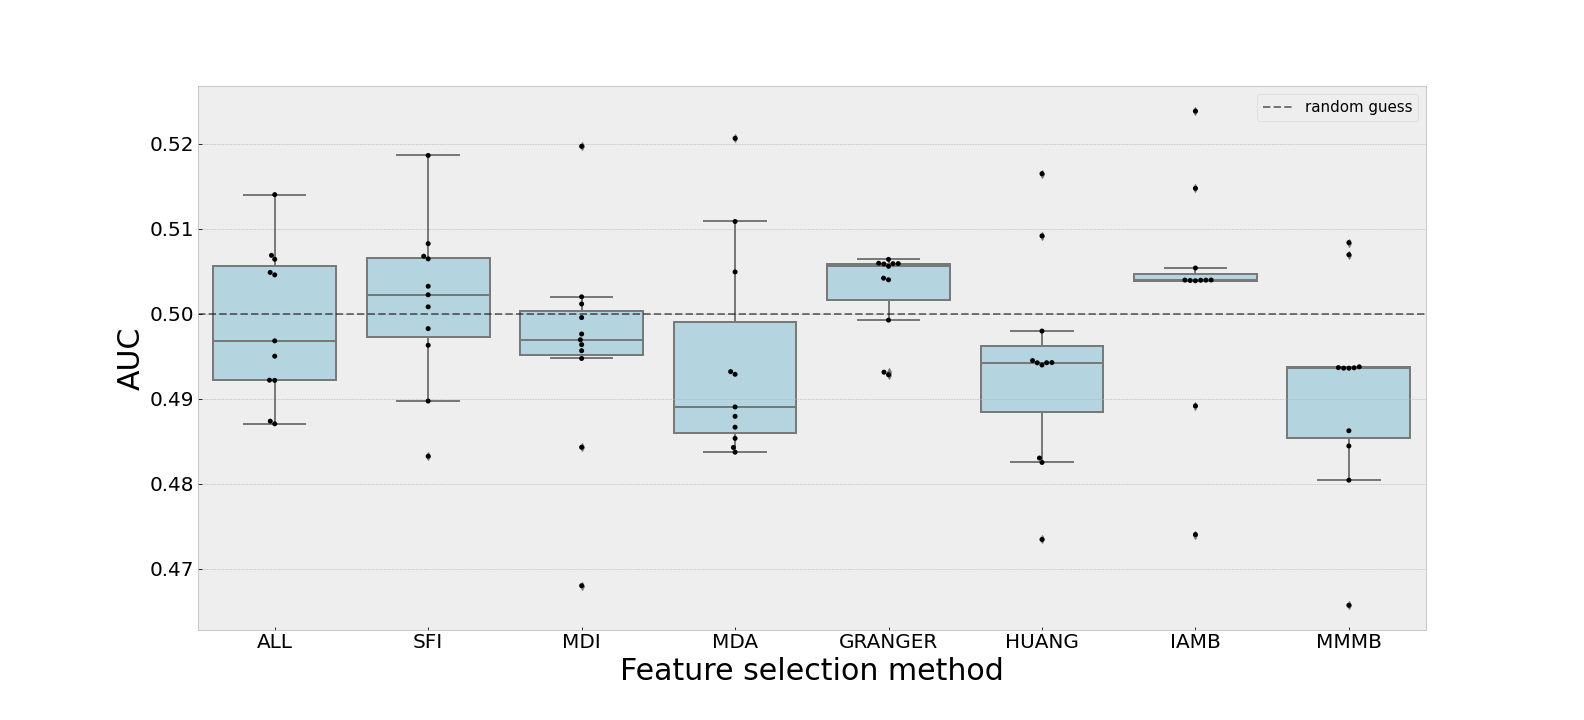 random guess
0.52
0.51
0.50
0.49
0.48
0.47
AUC
ALL SFI MDI MDA GRANGER HUANG IAMB MMMB
Feature selection method